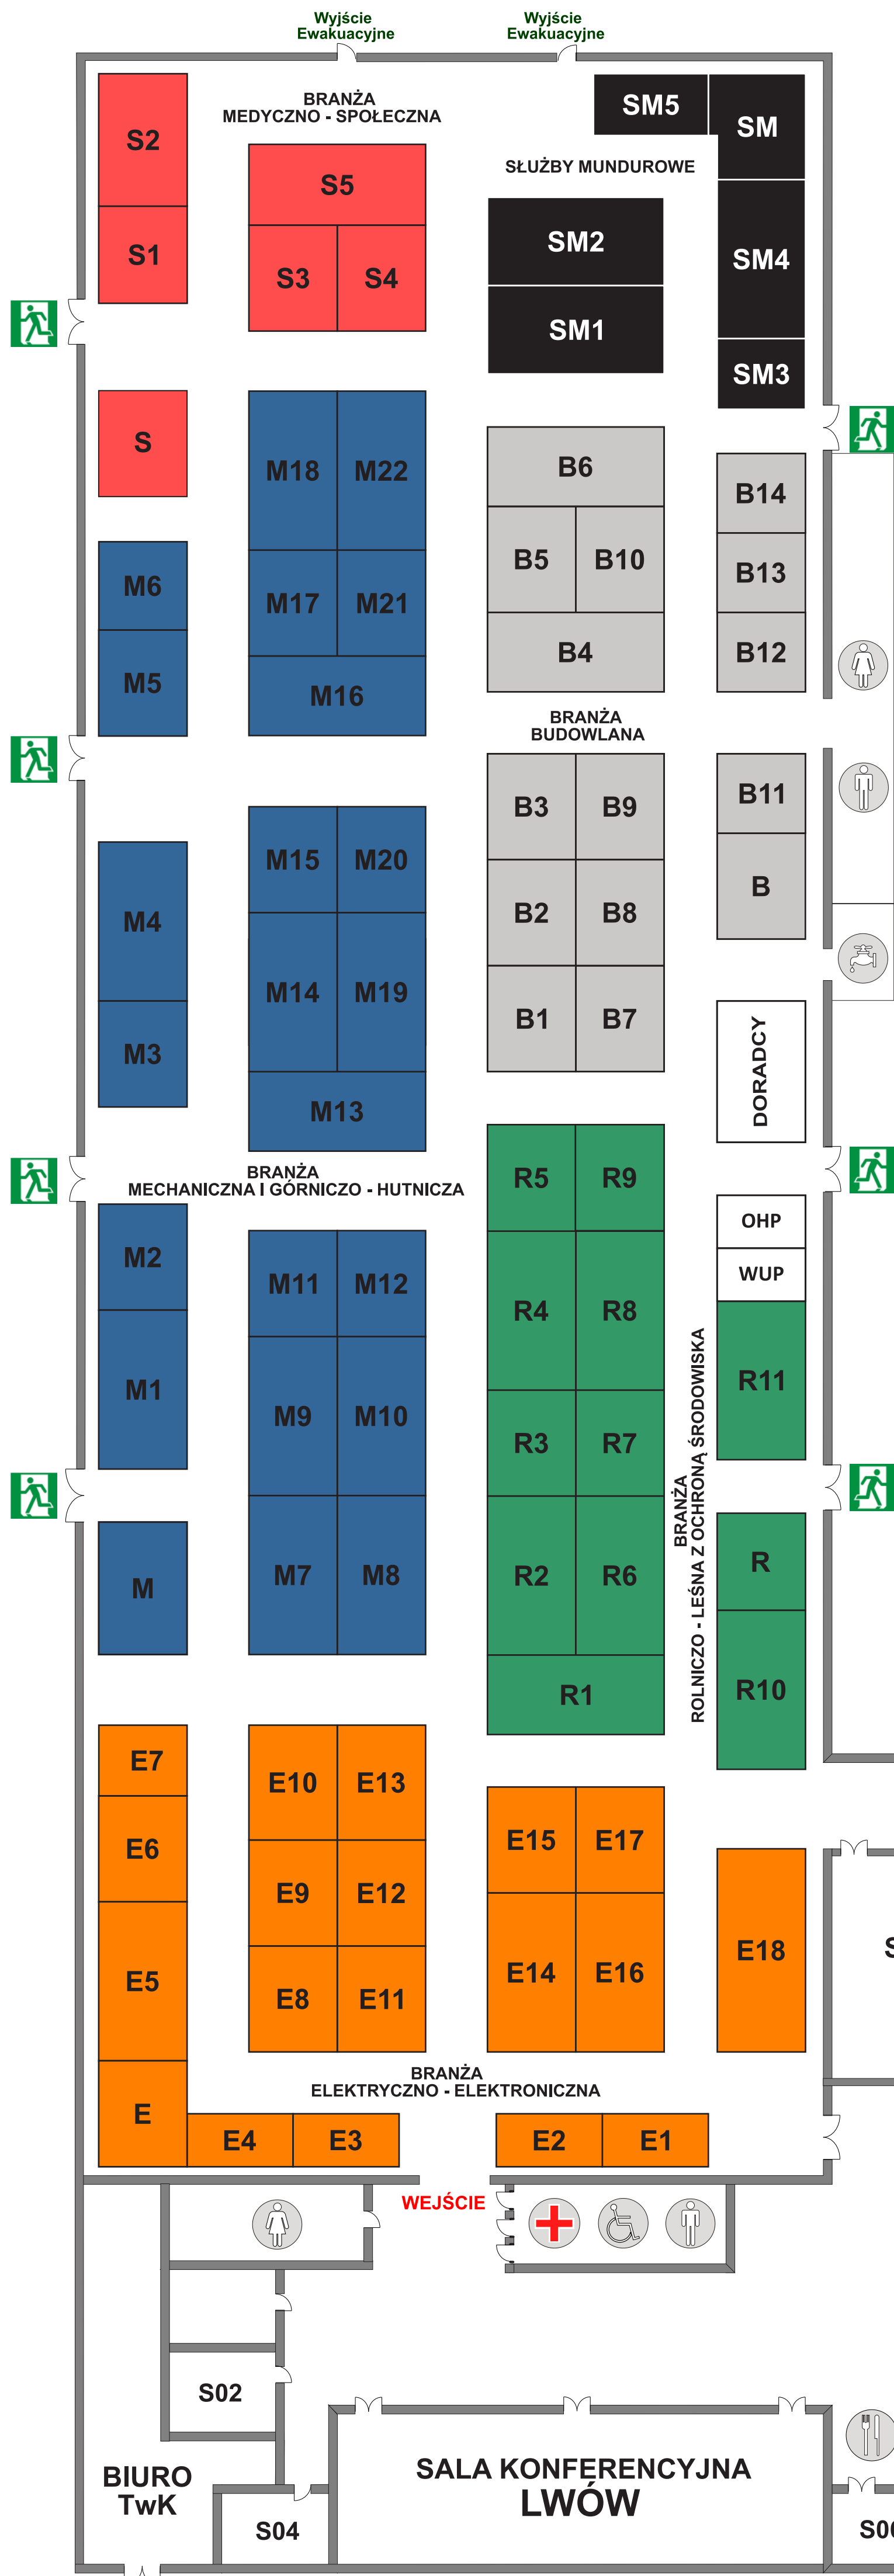 Wyjście
Ewakuacyjne
Wyjście
Ewakuacyjne
BRANŻA
MEDYCZNO - SPOŁECZNA
SŁUŻBY MUNDUROWE
SM5
SM
S2
S5
S1
S3
S4
SM2
SM4
SM1
SM3
S
M18
M22
B6
B14
M6
M17
M21
B5
B10
B13
M5
M16
B4
B12
BRANŻA
BUDOWLANA
M15
M20
B3
B9
B11
M4
B2
B8
B
M14
M19
B1
B7
M3
M13
DORADCY
BRANŻA
MECHANICZNA I GÓRNICZO - HUTNICZA
R5
R9
OHP
WUP
M2
M11
M12
R4
R8
R11
M1
M9
M10
R3
R7
BRANŻA
ROLNICZO - LEŚNA Z OCHRONĄ ŚRODOWISKA
M
M7
M8
R2
R6
R
R1
R10
E7
E10
E13
E6
E15
E17
E9
E12
E5
E8
E11
E14
E16
E18
S
BRANŻA
ELEKTRYCZNO - ELEKTRONICZNA
E
E4
E3
E2
E1
WEJŚCIE
S02
BIURO
TwK
S04
SALA KONFERENCYJNA
LWÓW